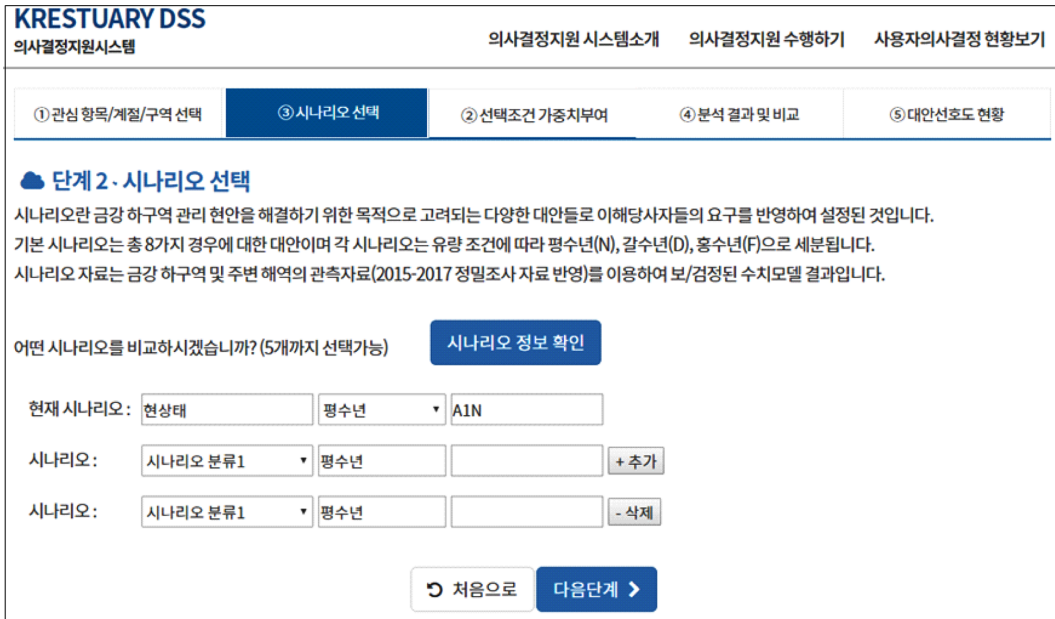 KRESTUARY DSS
의사결정지원시스템
의사결정지원 시스템소개 의사결정지원 수행하기 사용자의사결정 현황보기
①관심 항목/계절/구역 선택 ③시나리오 선택 ②선택조건 가중치부여 ④분석 결과 및 비교 ⑤대안선호도 현황
단계 2. 시나리오 선택
시나리오란 금강 하구역 관리 현안을 해결하기 위한 목적으로 고려되는 다양한 대안들로 이해당사자들의 요구를 반영하여 설정된 것입니다.
기본 시나리오는 총 8가지 경우에 대한 대안이며 각 시나리오는 유량 조건에 따라 평수년(N), 갈수년(D), 홍수년(F)으로 세분됩니다.
시나리오 자료는 금강 하구역 및 주변 해역의 관측자료(2015-2017 정밀조사 자료 반영)를 이용하여 보/검정된 수치모델 결과입니다.
어떤 시나리오를 비교하시겠습니까? (5개까지 선택가능) 시나리오 정보 확인
현재 시나리오 : 현상태 평수년 A1N
시나리오 : 시나리오 분류1 평수년 + 추가
시나리오 : 시나리오 분류1 평수년 - 삭제
처음으로 다음단계